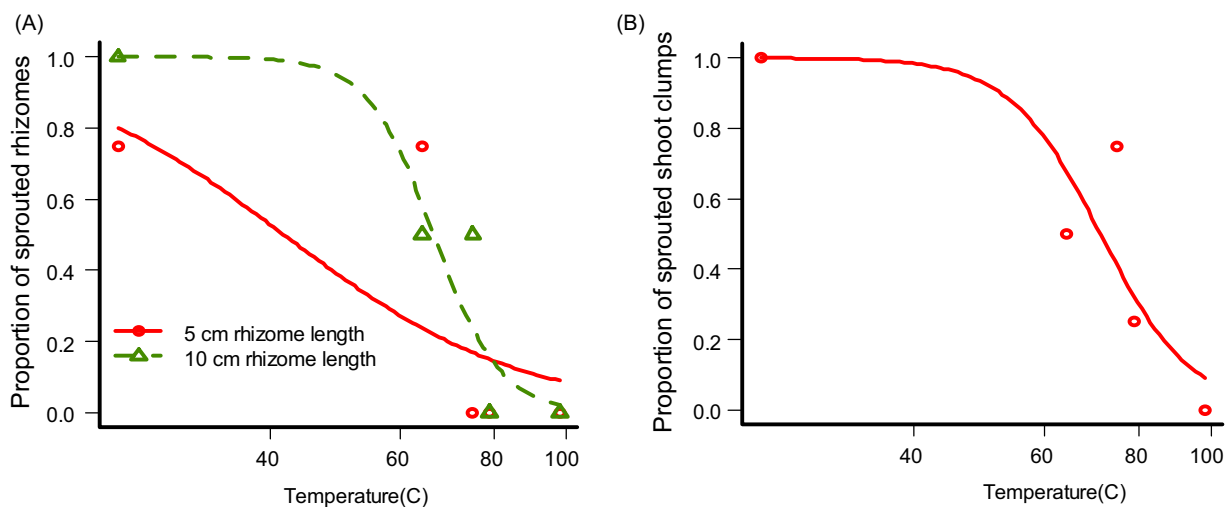 (A)
Proportion of sprouted rhizomes
1.0
0.8
0.6
0.4
0.2
0.0
5 cm rhizome length
10 cm rhizome length
40
60
80
100
Temperature(C)
(B)
Proportion of sprouted shoot clumps
1.0
0.8
0.6
0.4
0.2
0.0
40
60
80
100
Temperature(C)